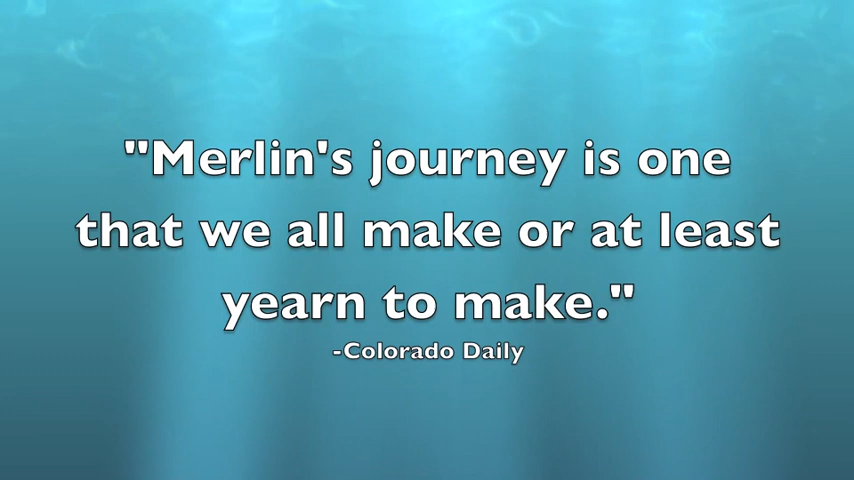 "Merlin's journey is one
that we all make or at least
yearn to make."
-Colorado Daily